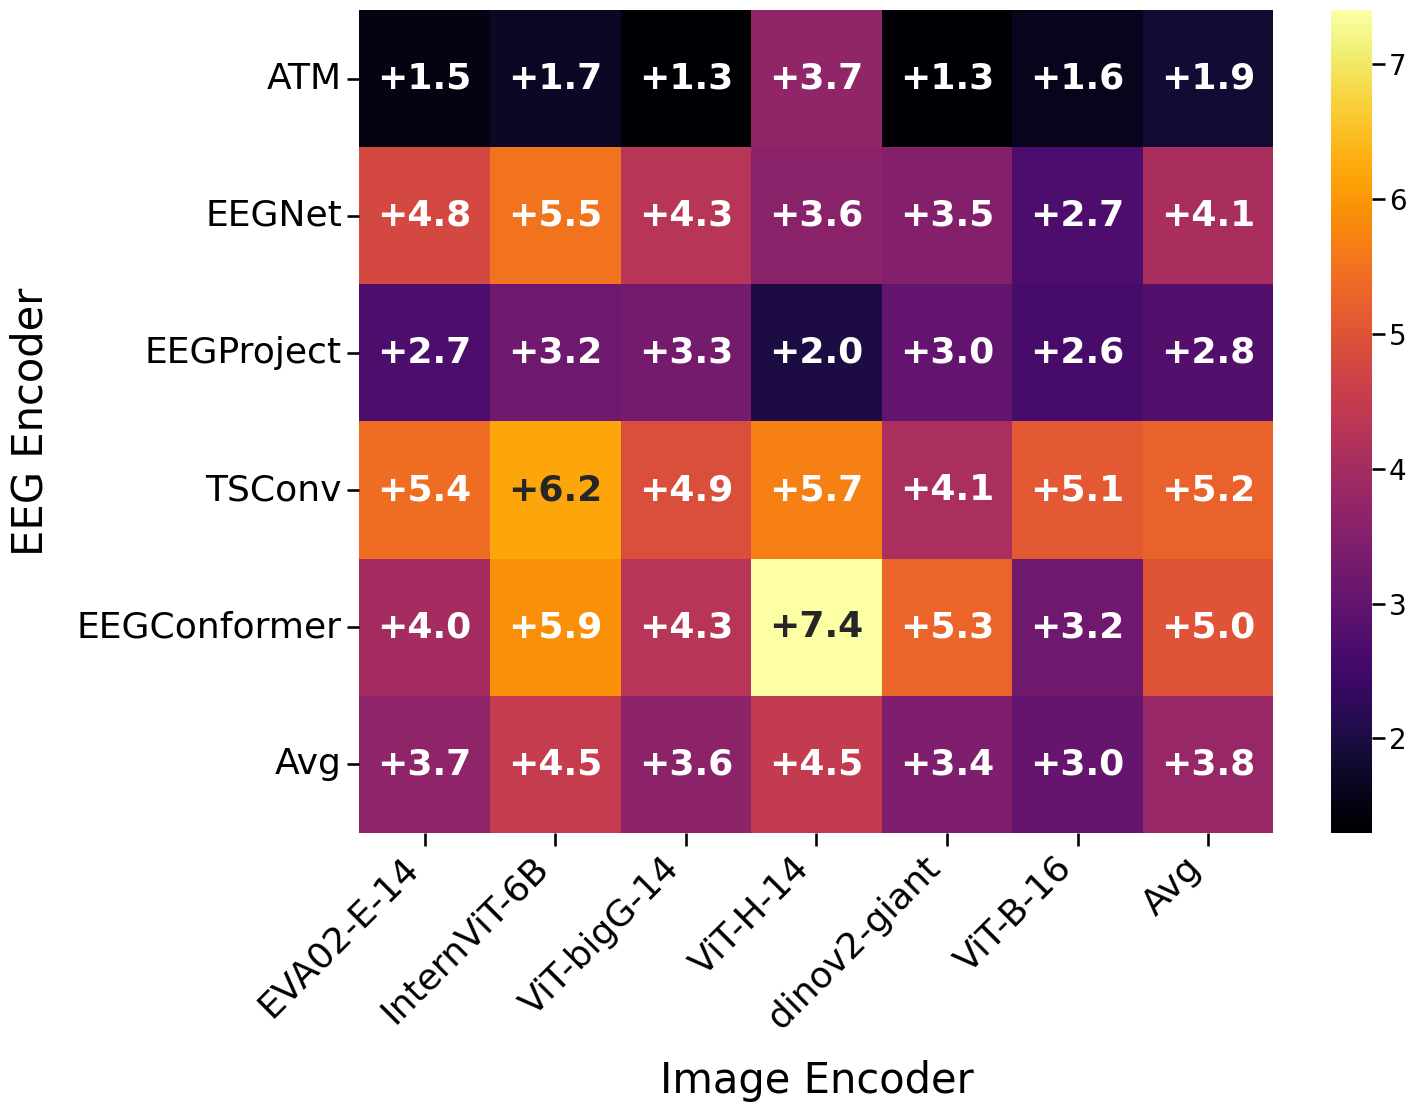 ATM +1.5 +1.7 +1.3 +3.7 +1.3 +1.6 +1.9
EEGNet +4.8 +5.5 +4.3 +3.6 +3.5 +2.7 +4.1
EEGProject +2.7 +3.2 +3.3 +2.0 +3.0 +2.6 +2.8
TSConv +5.4 +6.2 +4.9 +5.7 +4.1 +5.1 +5.2
EEGConformer +4.0 +5.9 +4.3 +7.4 +5.3 +3.2 +5.0
Avg +3.7 +4.5 +3.6 +4.5 +3.4 +3.0 +3.8
EEG Encoder
EVA02-E-14
InternViT-6B
ViT-bigG-14
ViT-H-14
dinov2-giant
ViT-B-16
Avg
Image Encoder
7
6
5
4
3
2